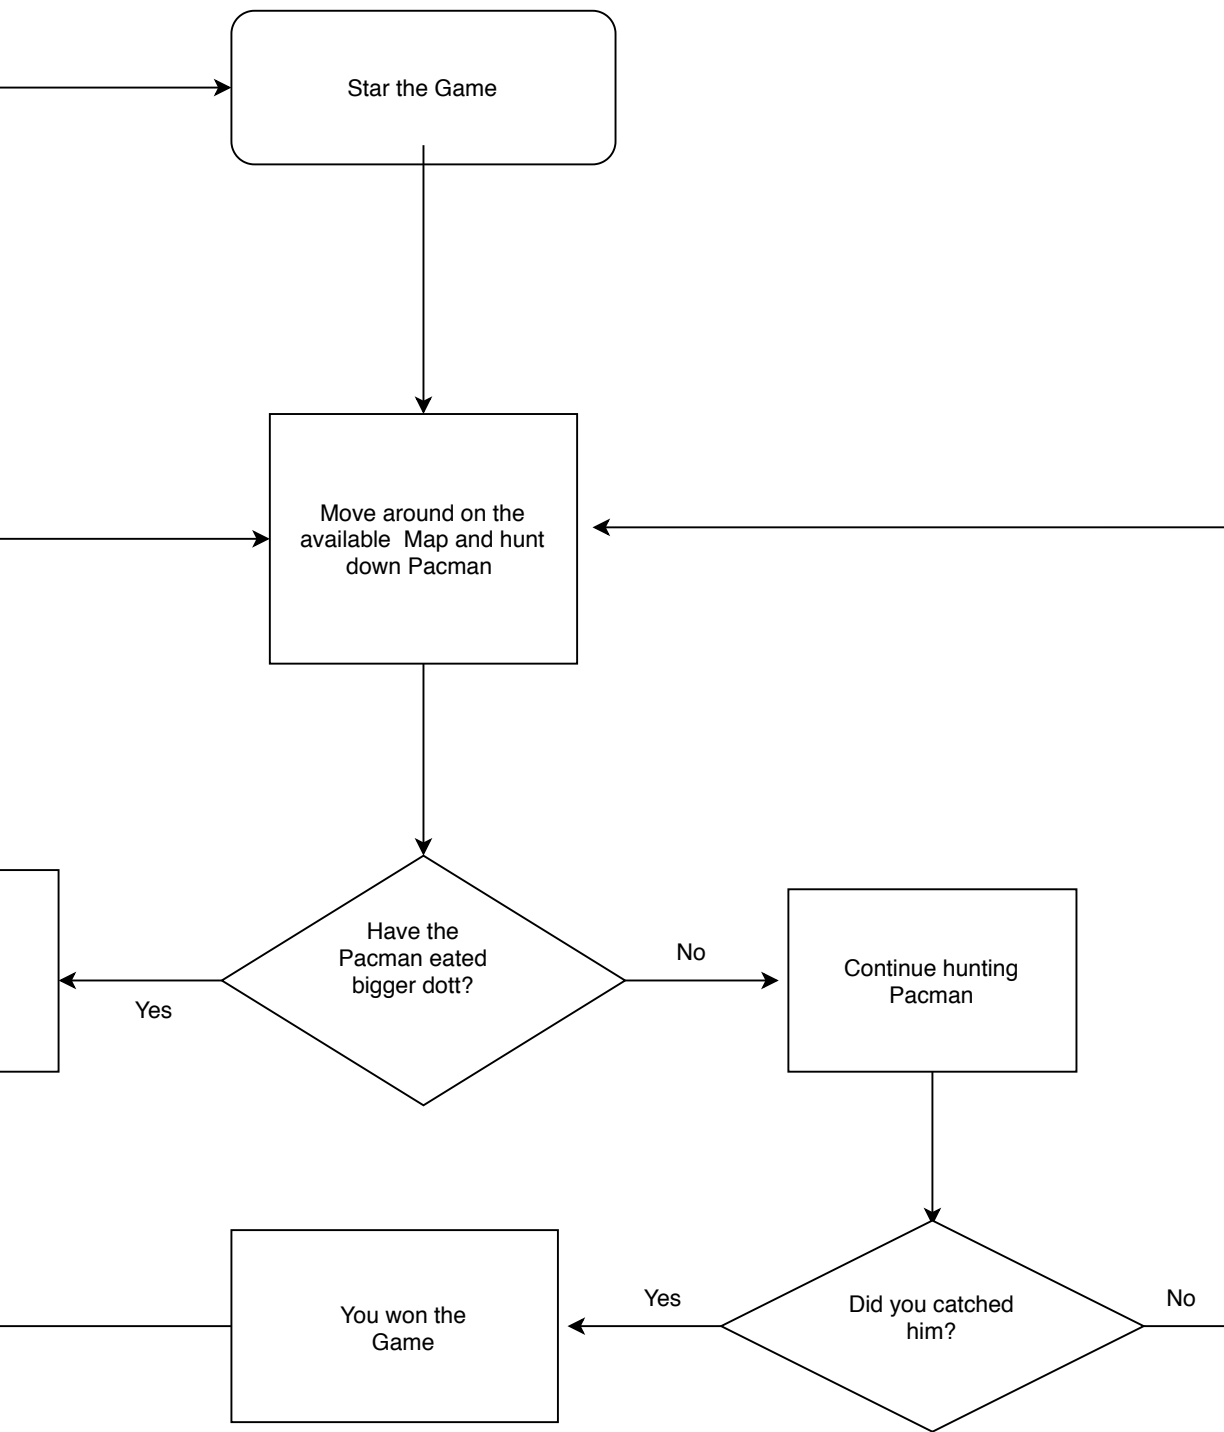 Star the Game
Move around on the
available  Map and hunt
down Pacman
Have the
Pacman eated
bigger dott?
No
Yes
Continue hunting
Pacman
You won the
Game
Yes
Did you catched
him?
No